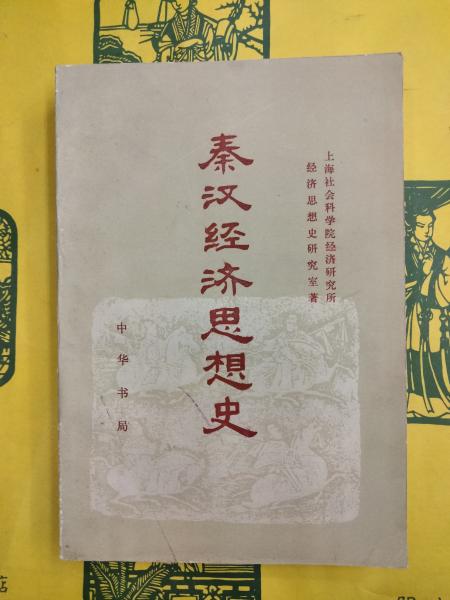 上海社会科学院经济研究所
经济思想史研究室著
秦汉经济思想史
中华书局